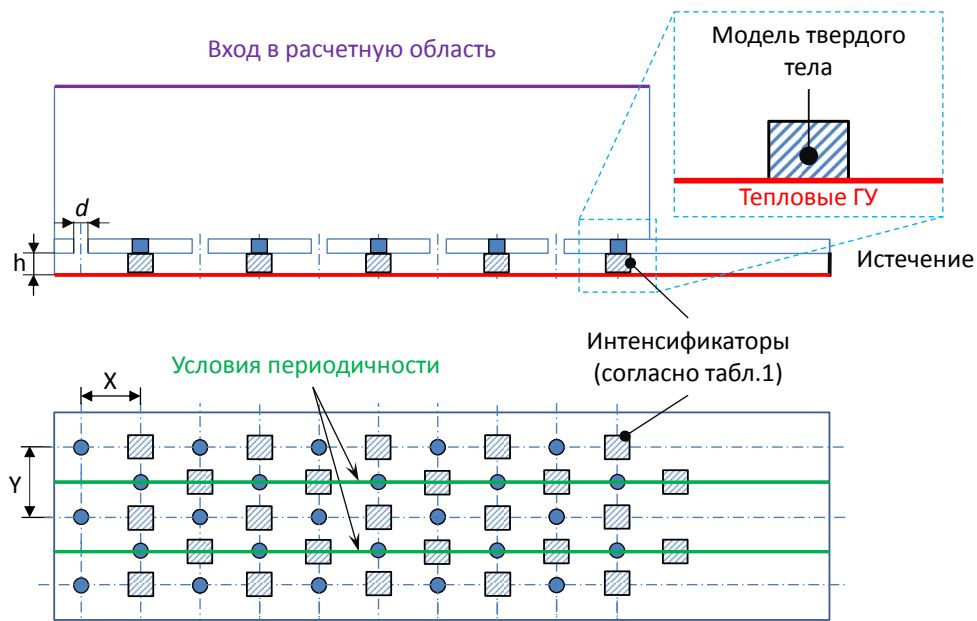 Вход в расчетную область
Модель твердого
тела
Тепловые ГУ
d
h
Истечение
Интенсификаторы
(согласно табл.1)
Условия периодичности
X
Y